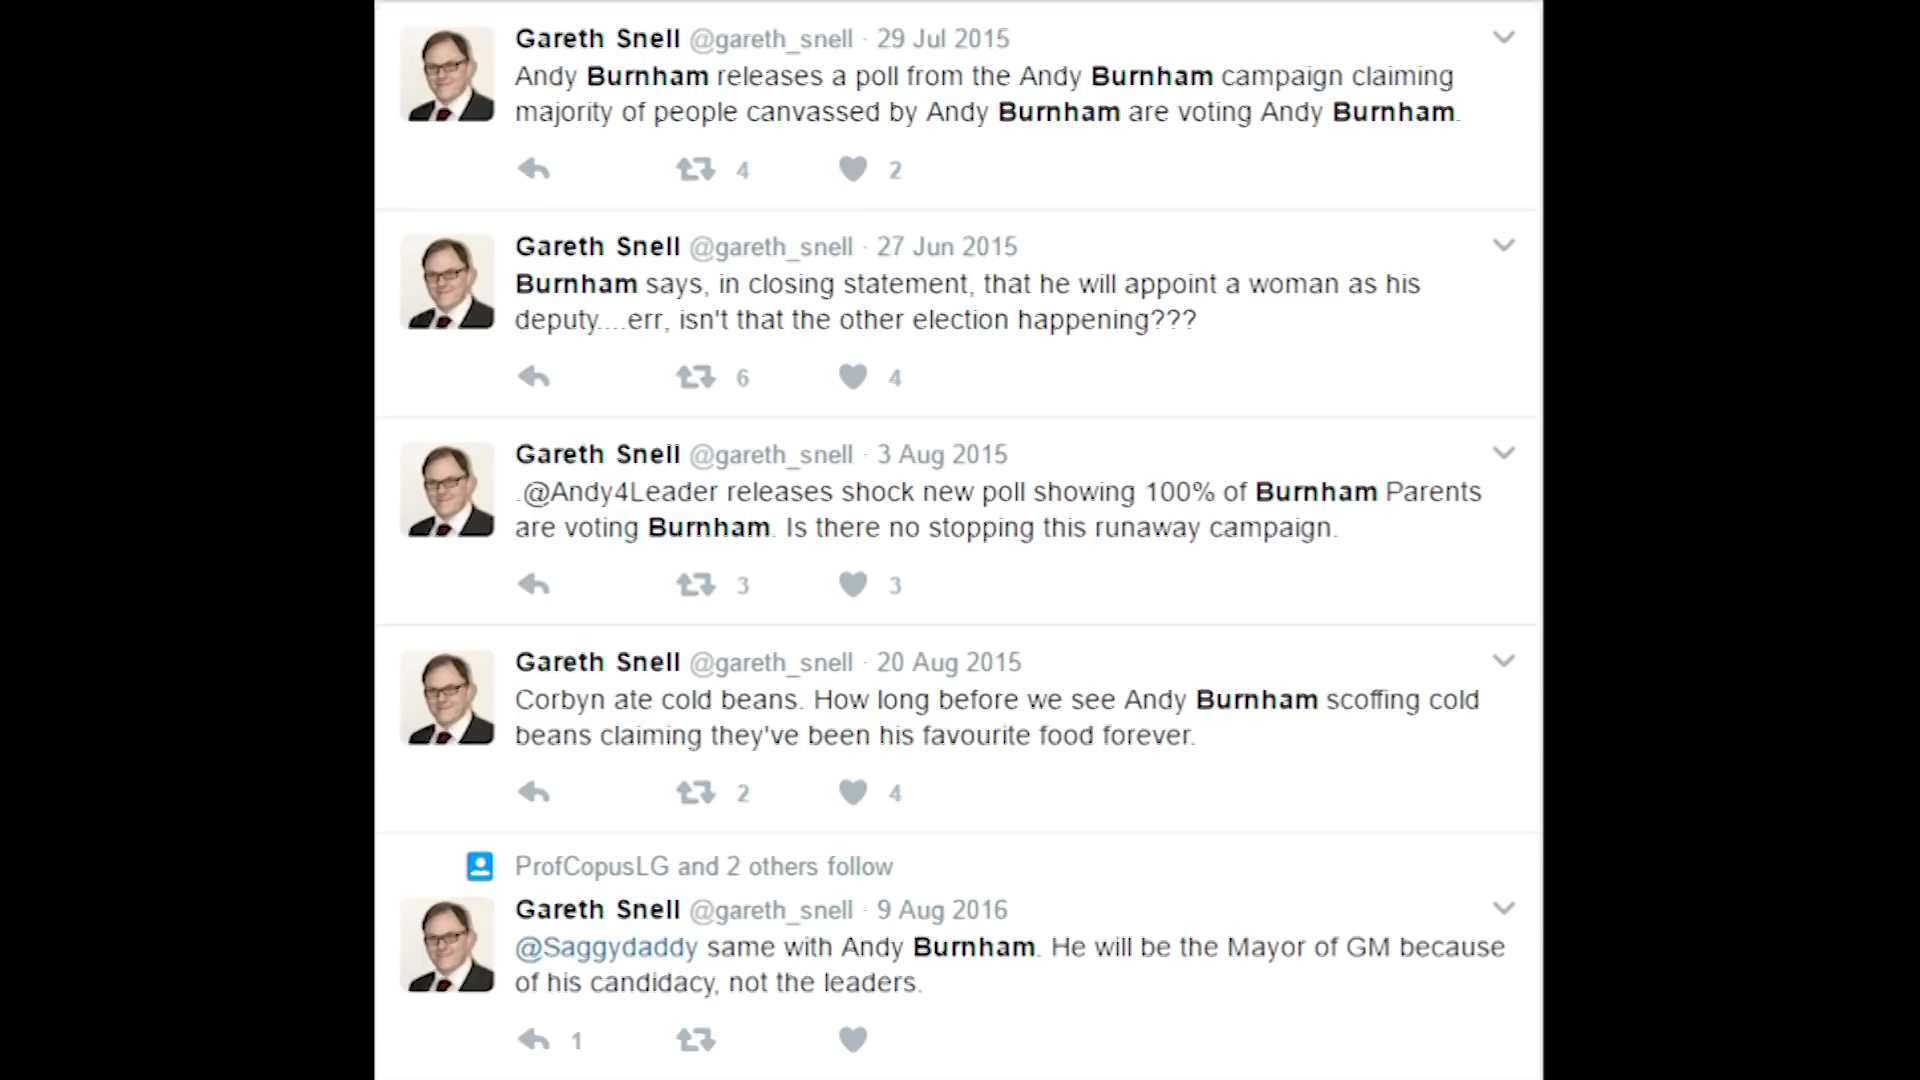 Gareth Snell @gareth_snell · 29 Jul 2015
Andy Burnham releases a poll from the Andy Burnham campaign claiming
majority of people canvassed by Andy Burnham are voting Andy Burnham.
4 2
Gareth Snell @gareth_snell · 27 Jun 2015
Burnham says, in closing statement, that he will appoint a woman as his
deputy....err, isn't that the other election happening???
6 4
Gareth Snell @gareth_snell · 3 Aug 2015
.@Andy4Leader releases shock new poll showing 100% of Burnham Parents
are voting Burnham. Is there no stopping this runaway campaign.
3 3
Gareth Snell @gareth_snell · 20 Aug 2015
Corbyn ate cold beans. How long before we see Andy Burnham scoffing cold
beans claiming they've been his favourite food forever.
2 4
ProfCopusLG and 2 others follow
Gareth Snell @gareth_snell · 9 Aug 2016
@Saggydaddy same with Andy Burnham. He will be the Mayor of GM because
of his candidacy, not the leaders.
1